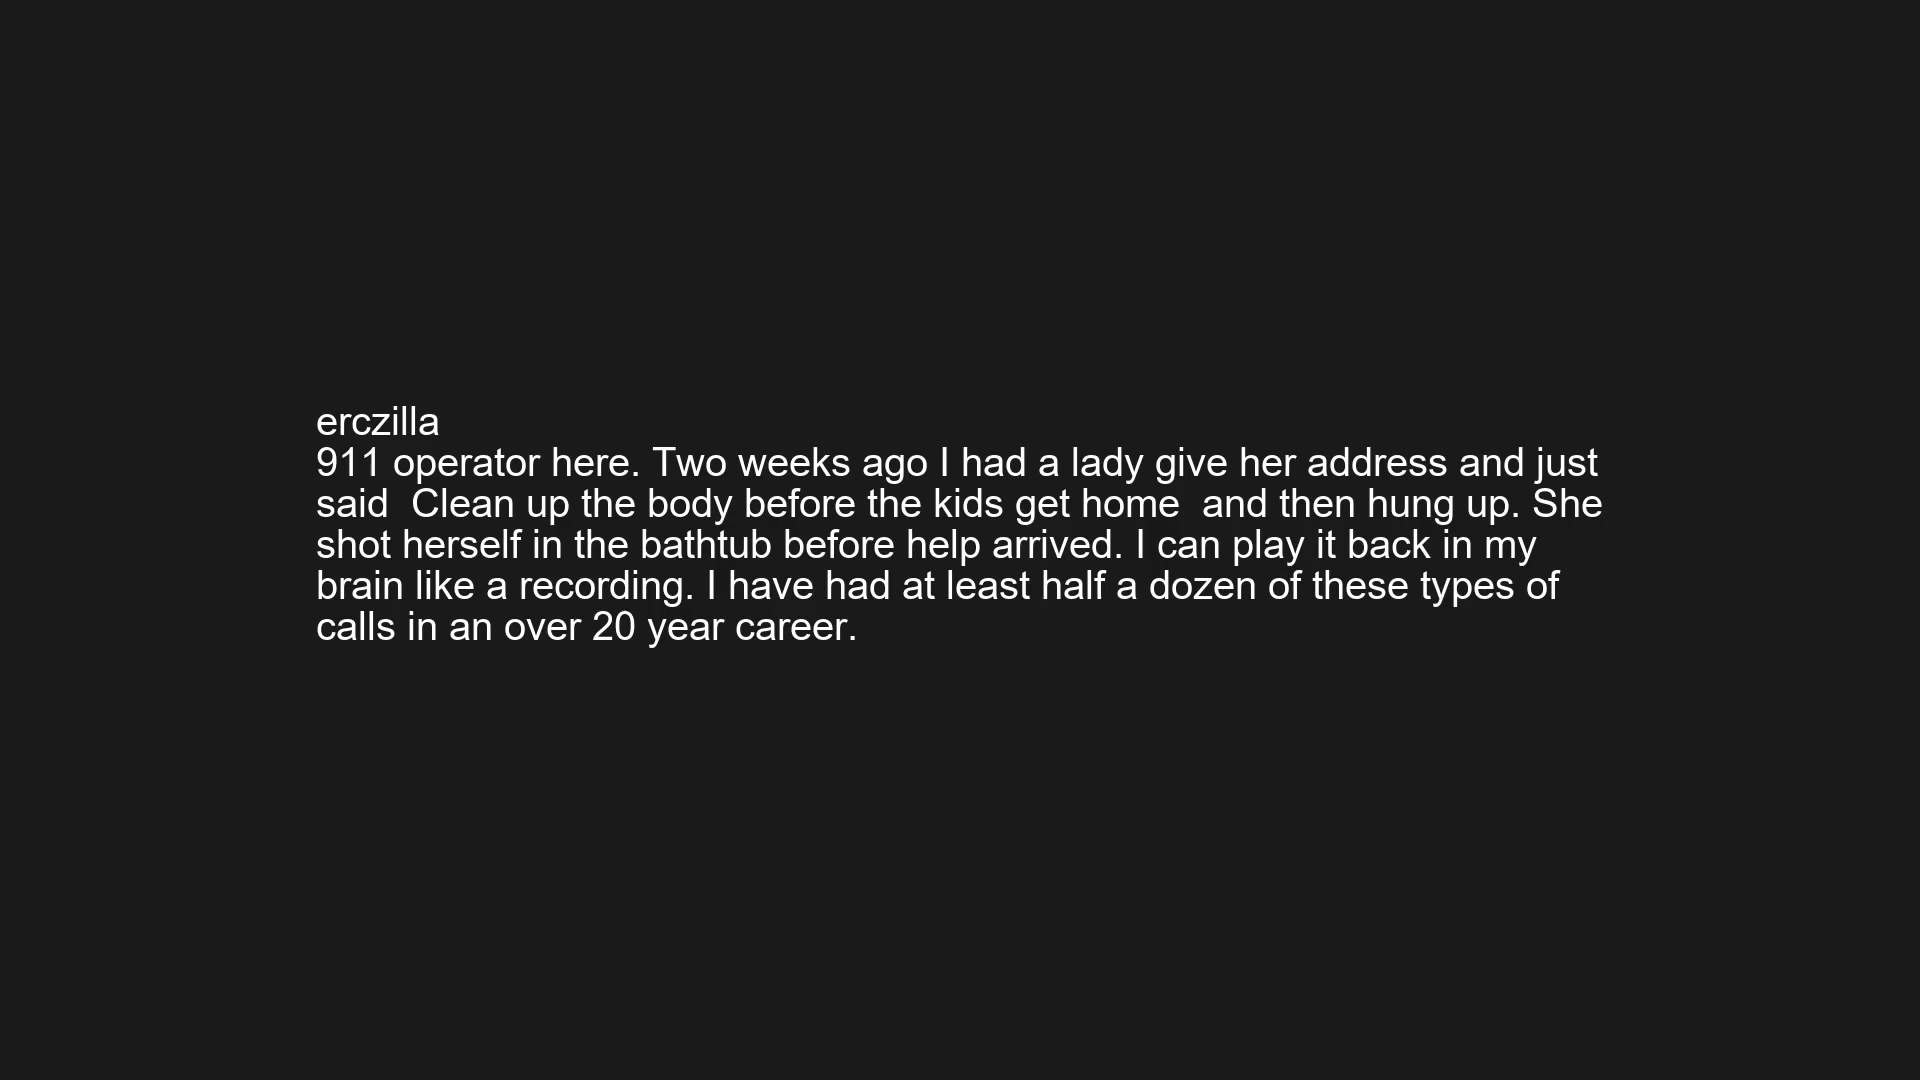 erczilla
911 operator here. Two weeks ago I had a lady give her address and just
said  Clean up the body before the kids get home  and then hung up. She
shot herself in the bathtub before help arrived. I can play it back in my
brain like a recording. I have had at least half a dozen of these types of
calls in an over 20 year career.